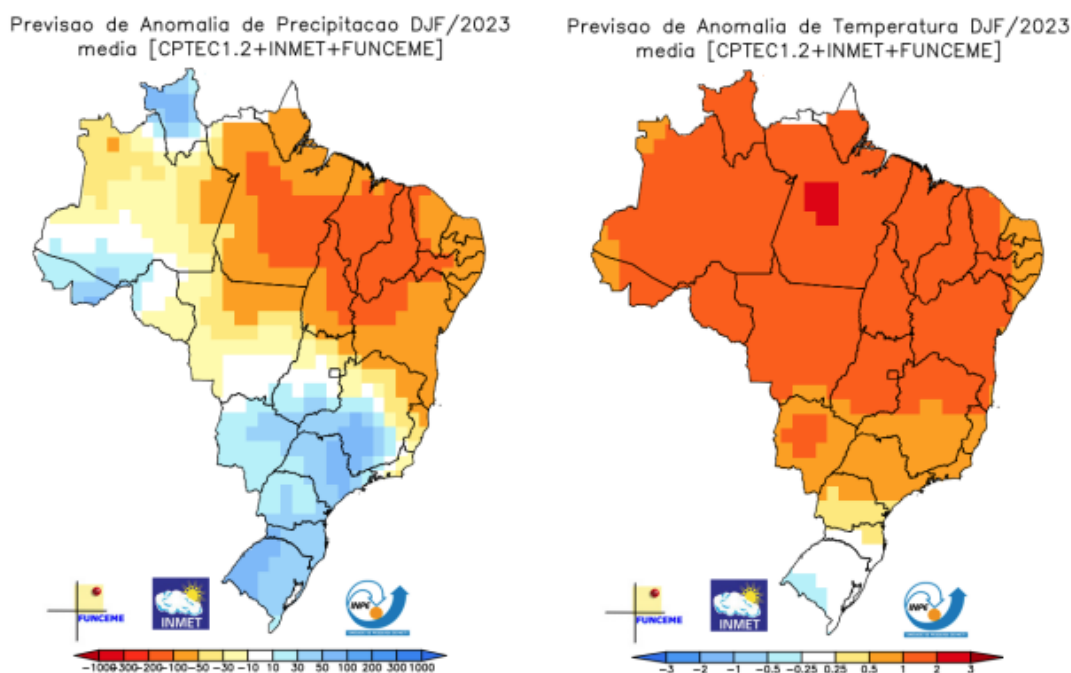 Previsao de Anomalia de Precipitacao DJF/2023
media [CPTEC1.2+INMET+FUNCEME]
Previsao de Anomalia de Temperatura DJF/2023
media [CPTEC1.2+INMET+FUNCEME]
FUNCEME
INMET
INPE
FUNCEME
INMET
INPE
-1000 -300 -200 -100 -50 -30 -10 10 30 50 100 200 300 1000
-3 -2 -1 -0.5 -0.25 0.25 0.5 1 2 3